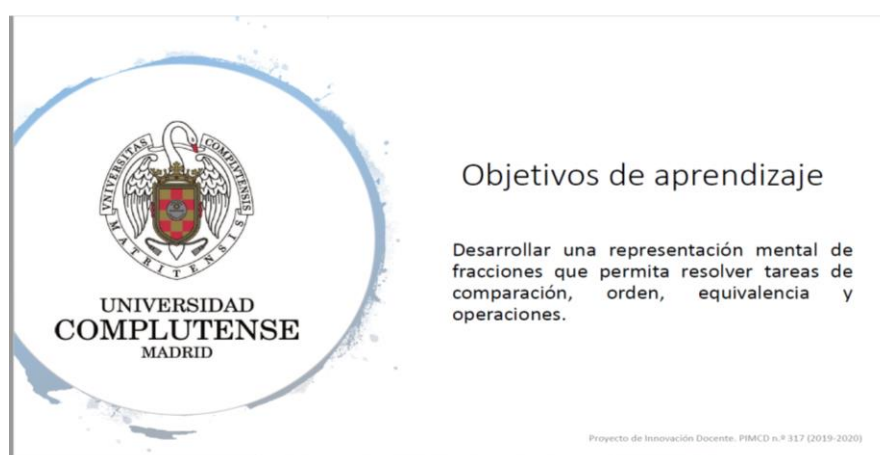 UNIVERSITAS COMPLUTENSIS
MATRITENSIS
UNIVERSIDAD
COMPLUTENSE
MADRID
Objetivos de aprendizaje
Desarrollar una representación mental de
fracciones que permita resolver tareas de
comparación, orden, equivalencia y
operaciones.
Proyecto de Innovación Docente. PIMCD n.º 317 (2019-2020)